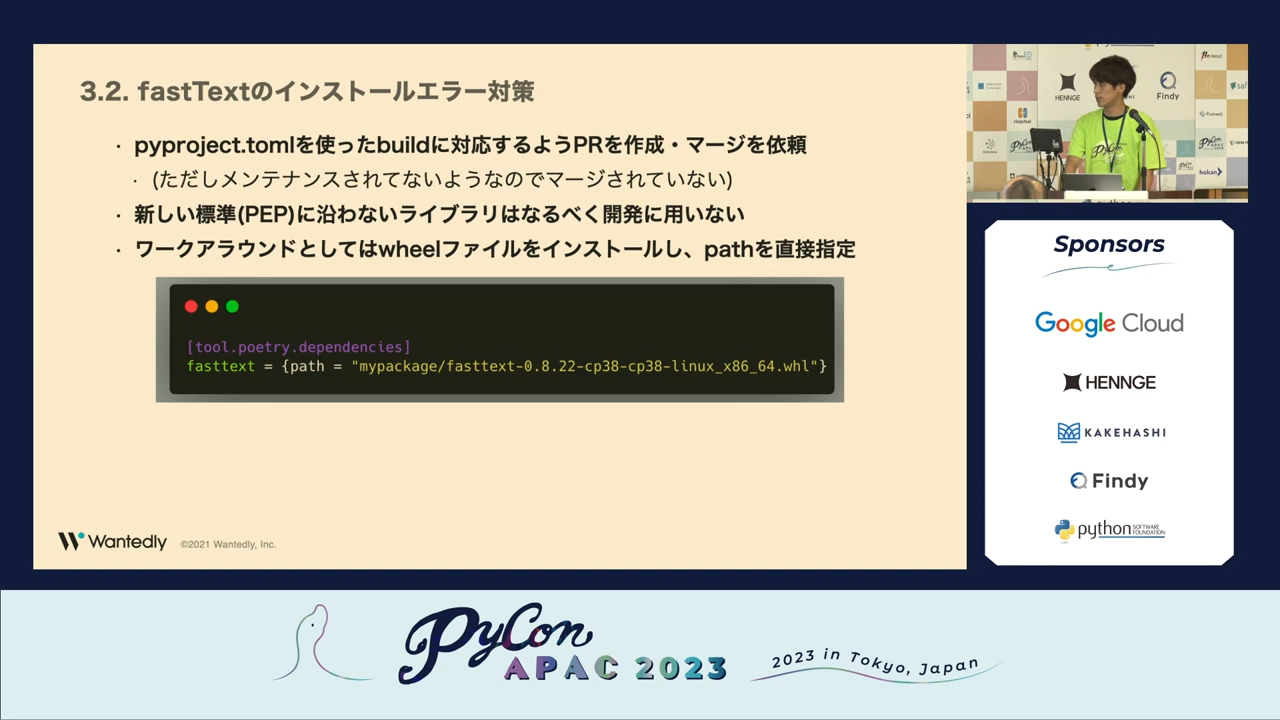 3.2. fastTextのインストールエラー対策
・ pyproject.tomlを使ったbuildに対応するようPRを作成・マージを依頼
・ (ただしメンテナンスされてないようなのでマージされていない)
・ 新しい標準(PEP)に沿わないライブラリはなるべく開発に用いない
・ ワークアラウンドとしてはwheelファイルをインストールし、pathを直接指定
[tool.poetry.dependencies]
fasttext = {path = "mypackage/fasttext-0.8.22-cp38-cp38-linux_x86_64.whl"}
Wantedly ©2021 Wantedly, Inc.
HENNGE
Findy
hokan
Sponsors
Google Cloud
HENNGE
KAKEHASHI
Findy
python SOFTWARE FOUNDATION
PyCon
APAC 2023
2023 in Tokyo, Japan